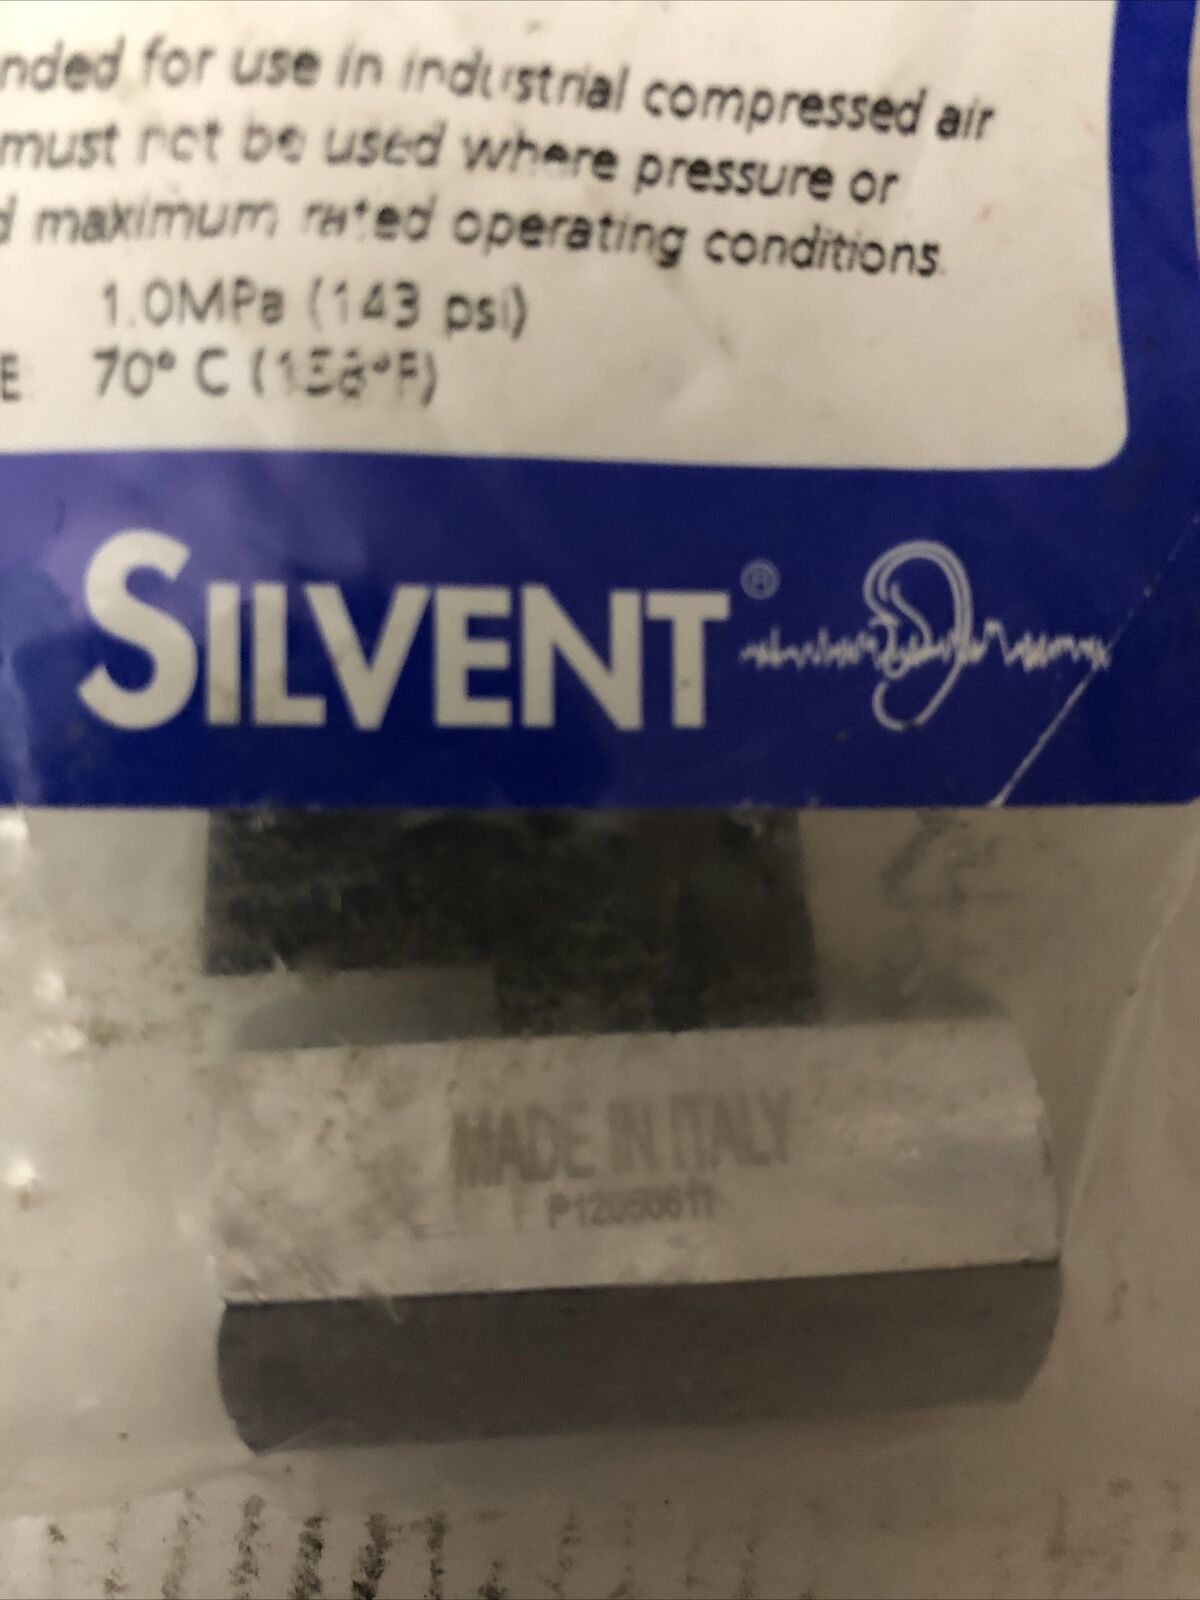 nded for use in industrial compressed air
must not be used where pressure or
d maximum rated operating conditions.
1.0MPa (143 psi)
E: 70° C (158°F)
SILVENT®
MADE IN ITALY